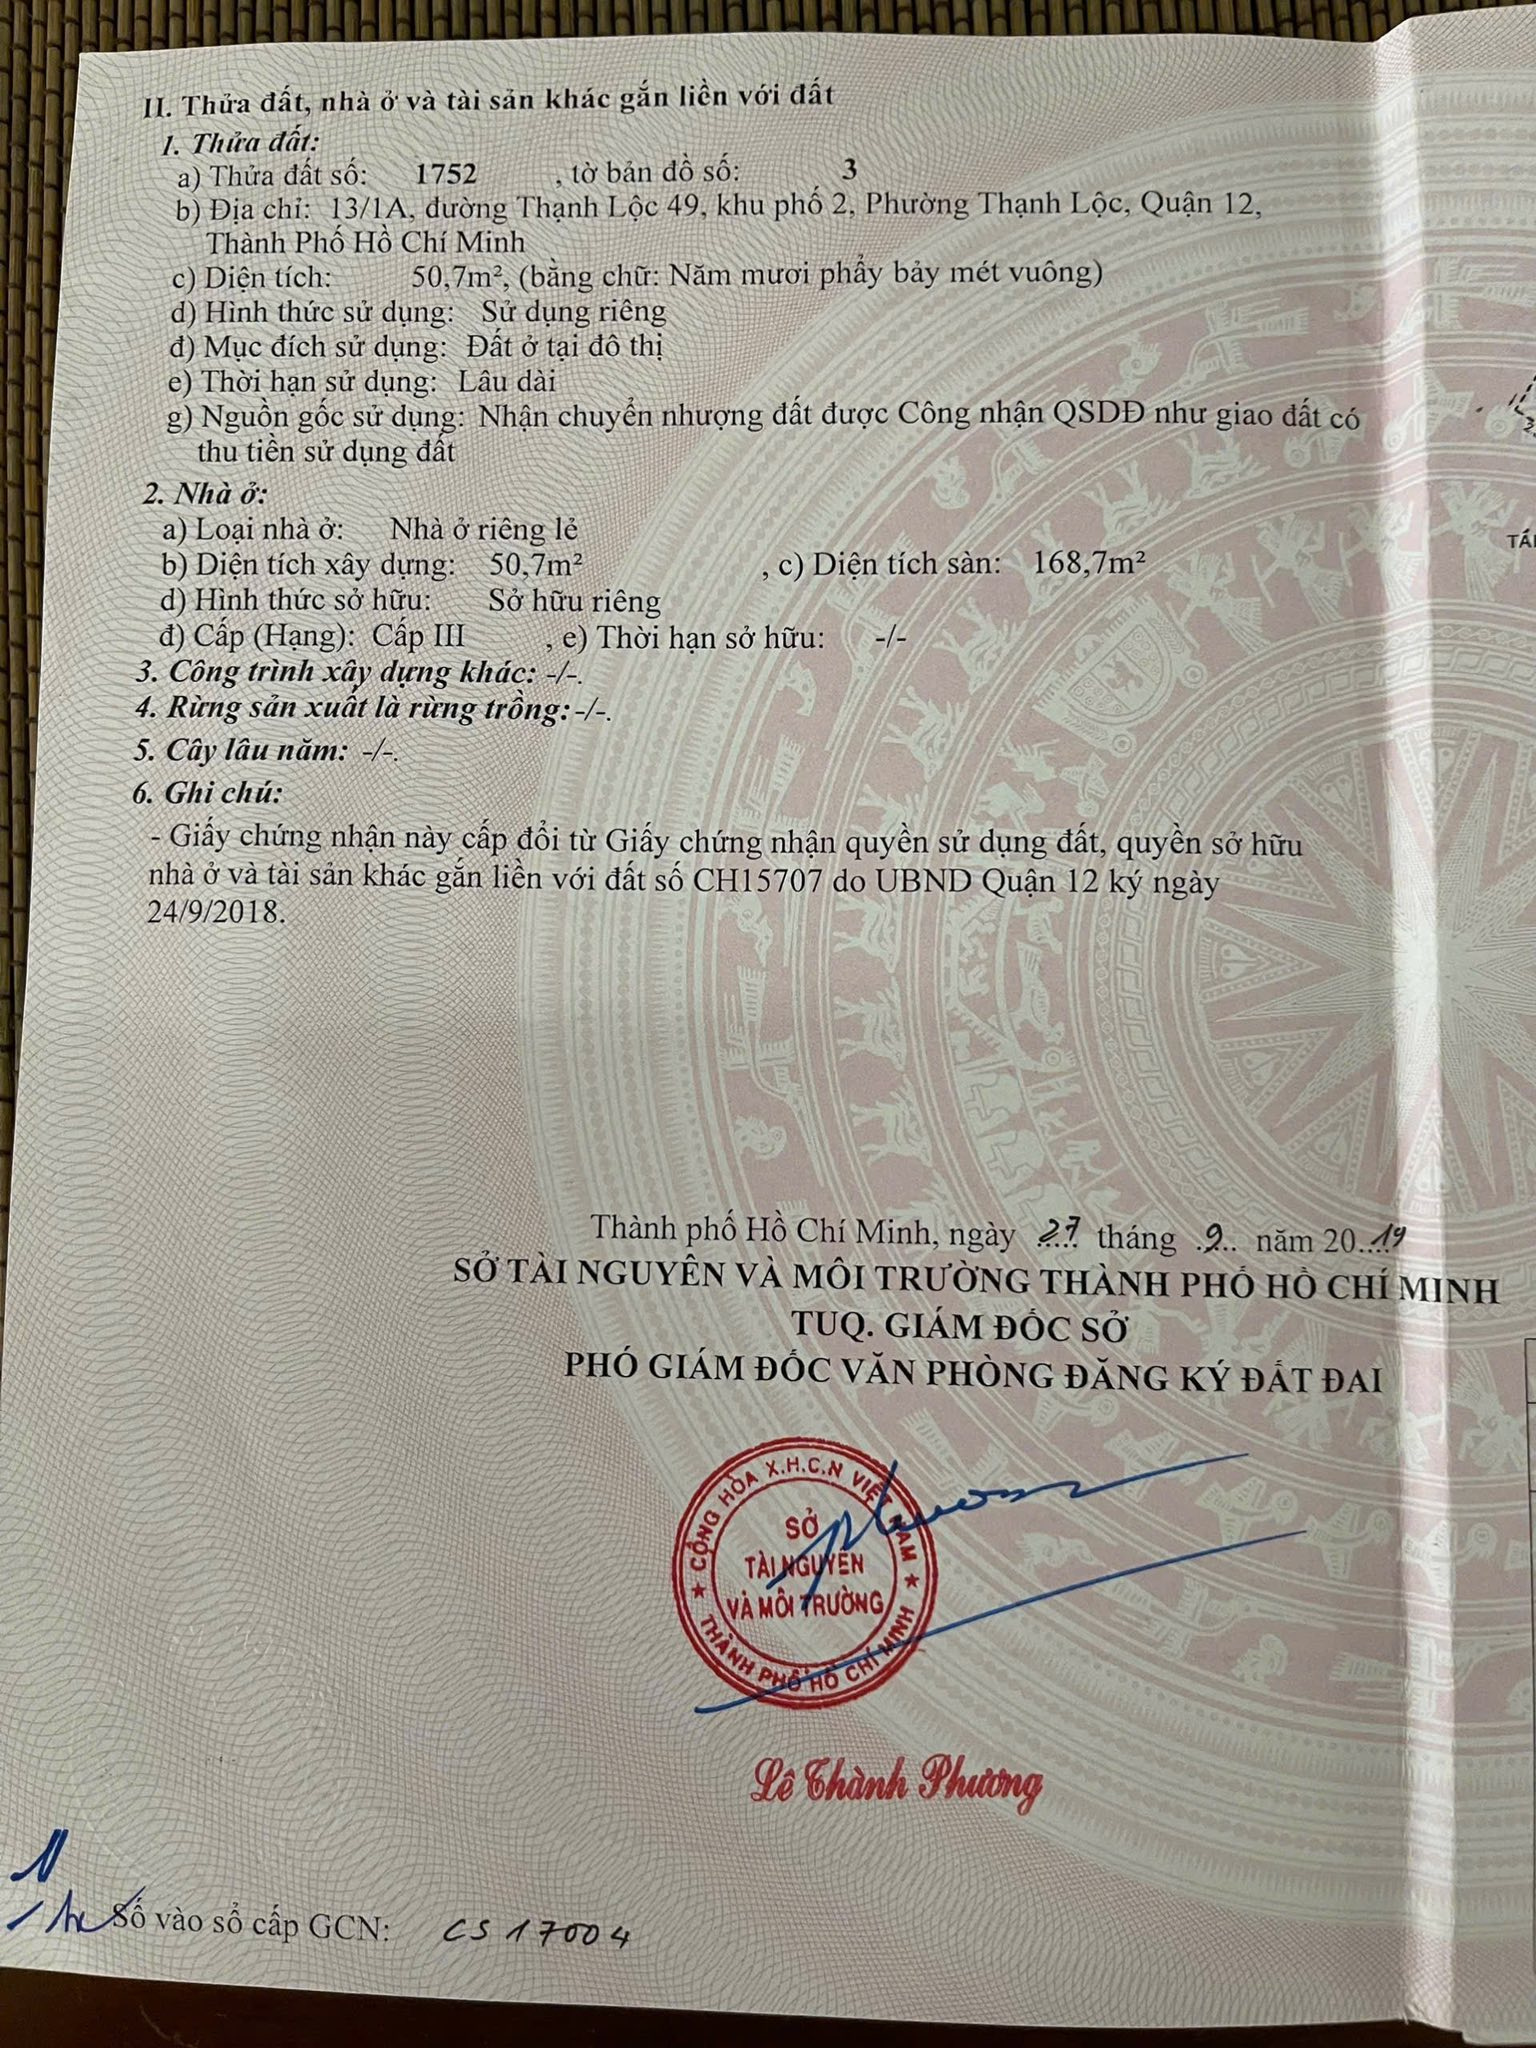 II. Thửa đất, nhà ở và tài sản khác gắn liền với đất
1. Thửa đất:
a) Thửa đất số: 1752 , tờ bản đồ số: 3
b) Địa chỉ: 13/1A, đường Thạnh Lộc 49, khu phố 2, Phường Thạnh Lộc, Quận 12,
Thành Phố Hồ Chí Minh
c) Diện tích: 50,7m², (bằng chữ: Năm mươi phẩy bảy mét vuông)
d) Hình thức sử dụng: Sử dụng riêng
đ) Mục đích sử dụng: Đất ở tại đô thị
e) Thời hạn sử dụng: Lâu dài
g) Nguồn gốc sử dụng: Nhận chuyển nhượng đất được Công nhận QSDĐ như giao đất có
thu tiền sử dụng đất
2. Nhà ở:
a) Loại nhà ở: Nhà ở riêng lẻ
b) Diện tích xây dựng: 50,7m² , c) Diện tích sàn: 168,7m²
d) Hình thức sở hữu: Sở hữu riêng
đ) Cấp (Hạng): Cấp III , e) Thời hạn sở hữu: -/-
3. Công trình xây dựng khác: -/-.
4. Rừng sản xuất là rừng trồng: -/-.
5. Cây lâu năm: -/-.
6. Ghi chú:
- Giấy chứng nhận này cấp đổi từ Giấy chứng nhận quyền sử dụng đất, quyền sở hữu
nhà ở và tài sản khác gắn liền với đất số CH15707 do UBND Quận 12 ký ngày
24/9/2018.
Thành phố Hồ Chí Minh, ngày 27 tháng 9 năm 2019
SỞ TÀI NGUYÊN VÀ MÔI TRƯỜNG THÀNH PHỐ HỒ CHÍ MINH
TUQ. GIÁM ĐỐC SỞ
PHÓ GIÁM ĐỐC VĂN PHÒNG ĐĂNG KÝ ĐẤT ĐAI
CỘNG HÒA X.H.C.N VIỆT NAM
SỞ
TÀI NGUYÊN
VÀ MÔI TRƯỜNG
THÀNH PHỐ HỒ CHÍ MINH
Lê Thành Phương
Số vào sổ cấp GCN: CS 17004